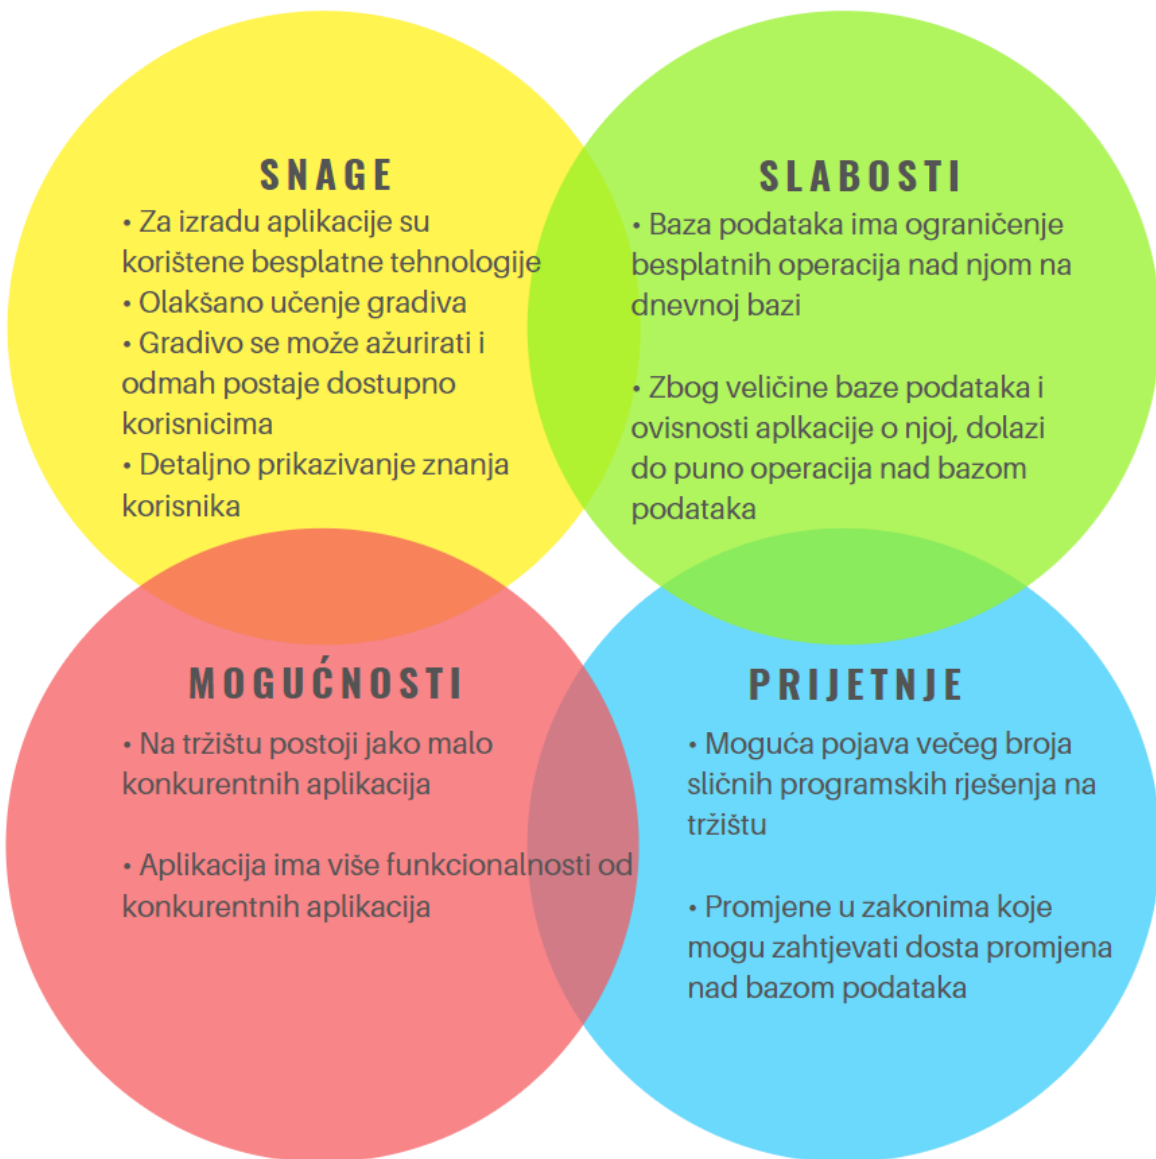 SNAGE
• Za izradu aplikacije su
korištene besplatne tehnologije
• Olakšano učenje gradiva
• Gradivo se može ažurirati i
odmah postaje dostupno
korisnicima
• Detaljno prikazivanje znanja
korisnika
SLABOSTI
• Baza podataka ima ograničenje
besplatnih operacija nad njom na
dnevnoj bazi
• Zbog veličine baze podataka i
ovisnosti aplkacije o njoj, dolazi
do puno operacija nad bazom
podataka
MOGUĆNOSTI
• Na tržištu postoji jako malo
konkurentnih aplikacija
• Aplikacija ima više funkcionalnosti od
konkurentnih aplikacija
PRIJETNJE
• Moguća pojava večeg broja
sličnih programskih rješenja na
tržištu
• Promjene u zakonima koje
mogu zahtjevati dosta promjena
nad bazom podataka